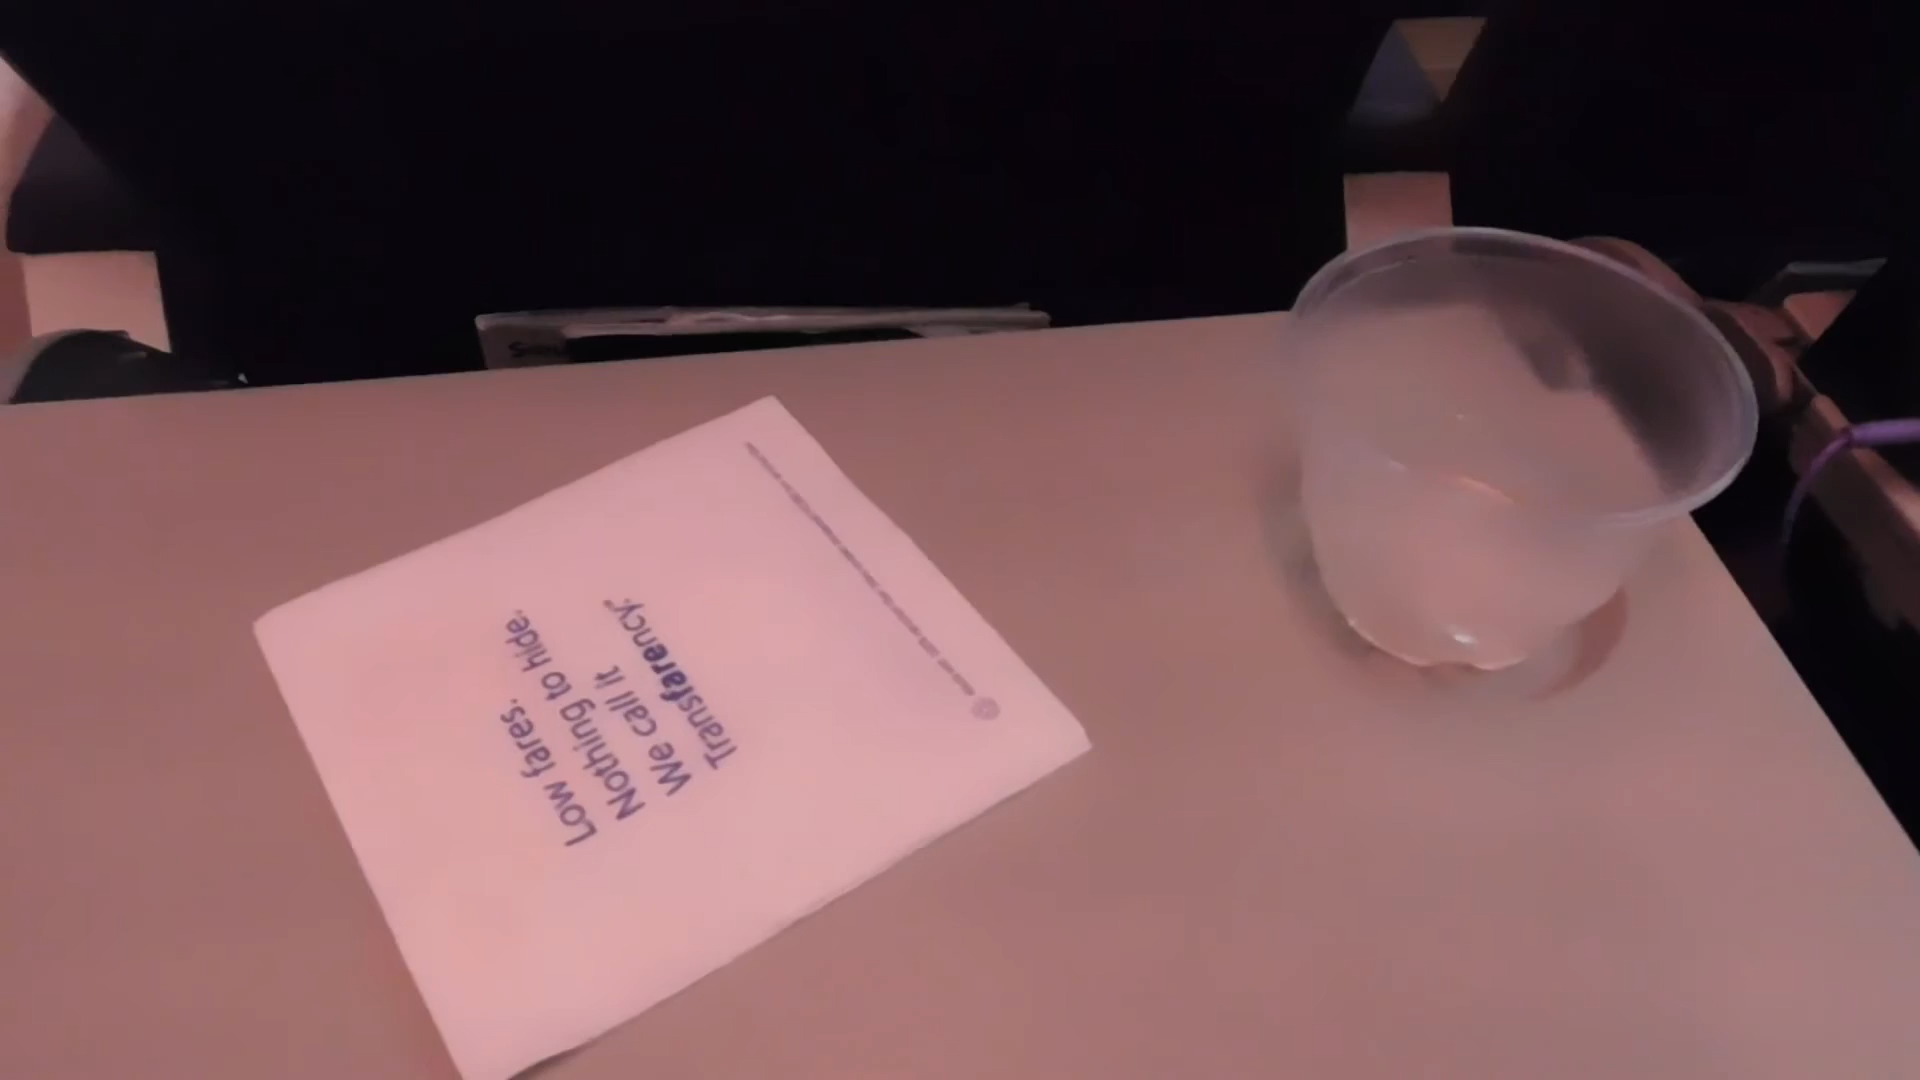 Low fares.
Nothing to hide.
We call it
Transfarency.